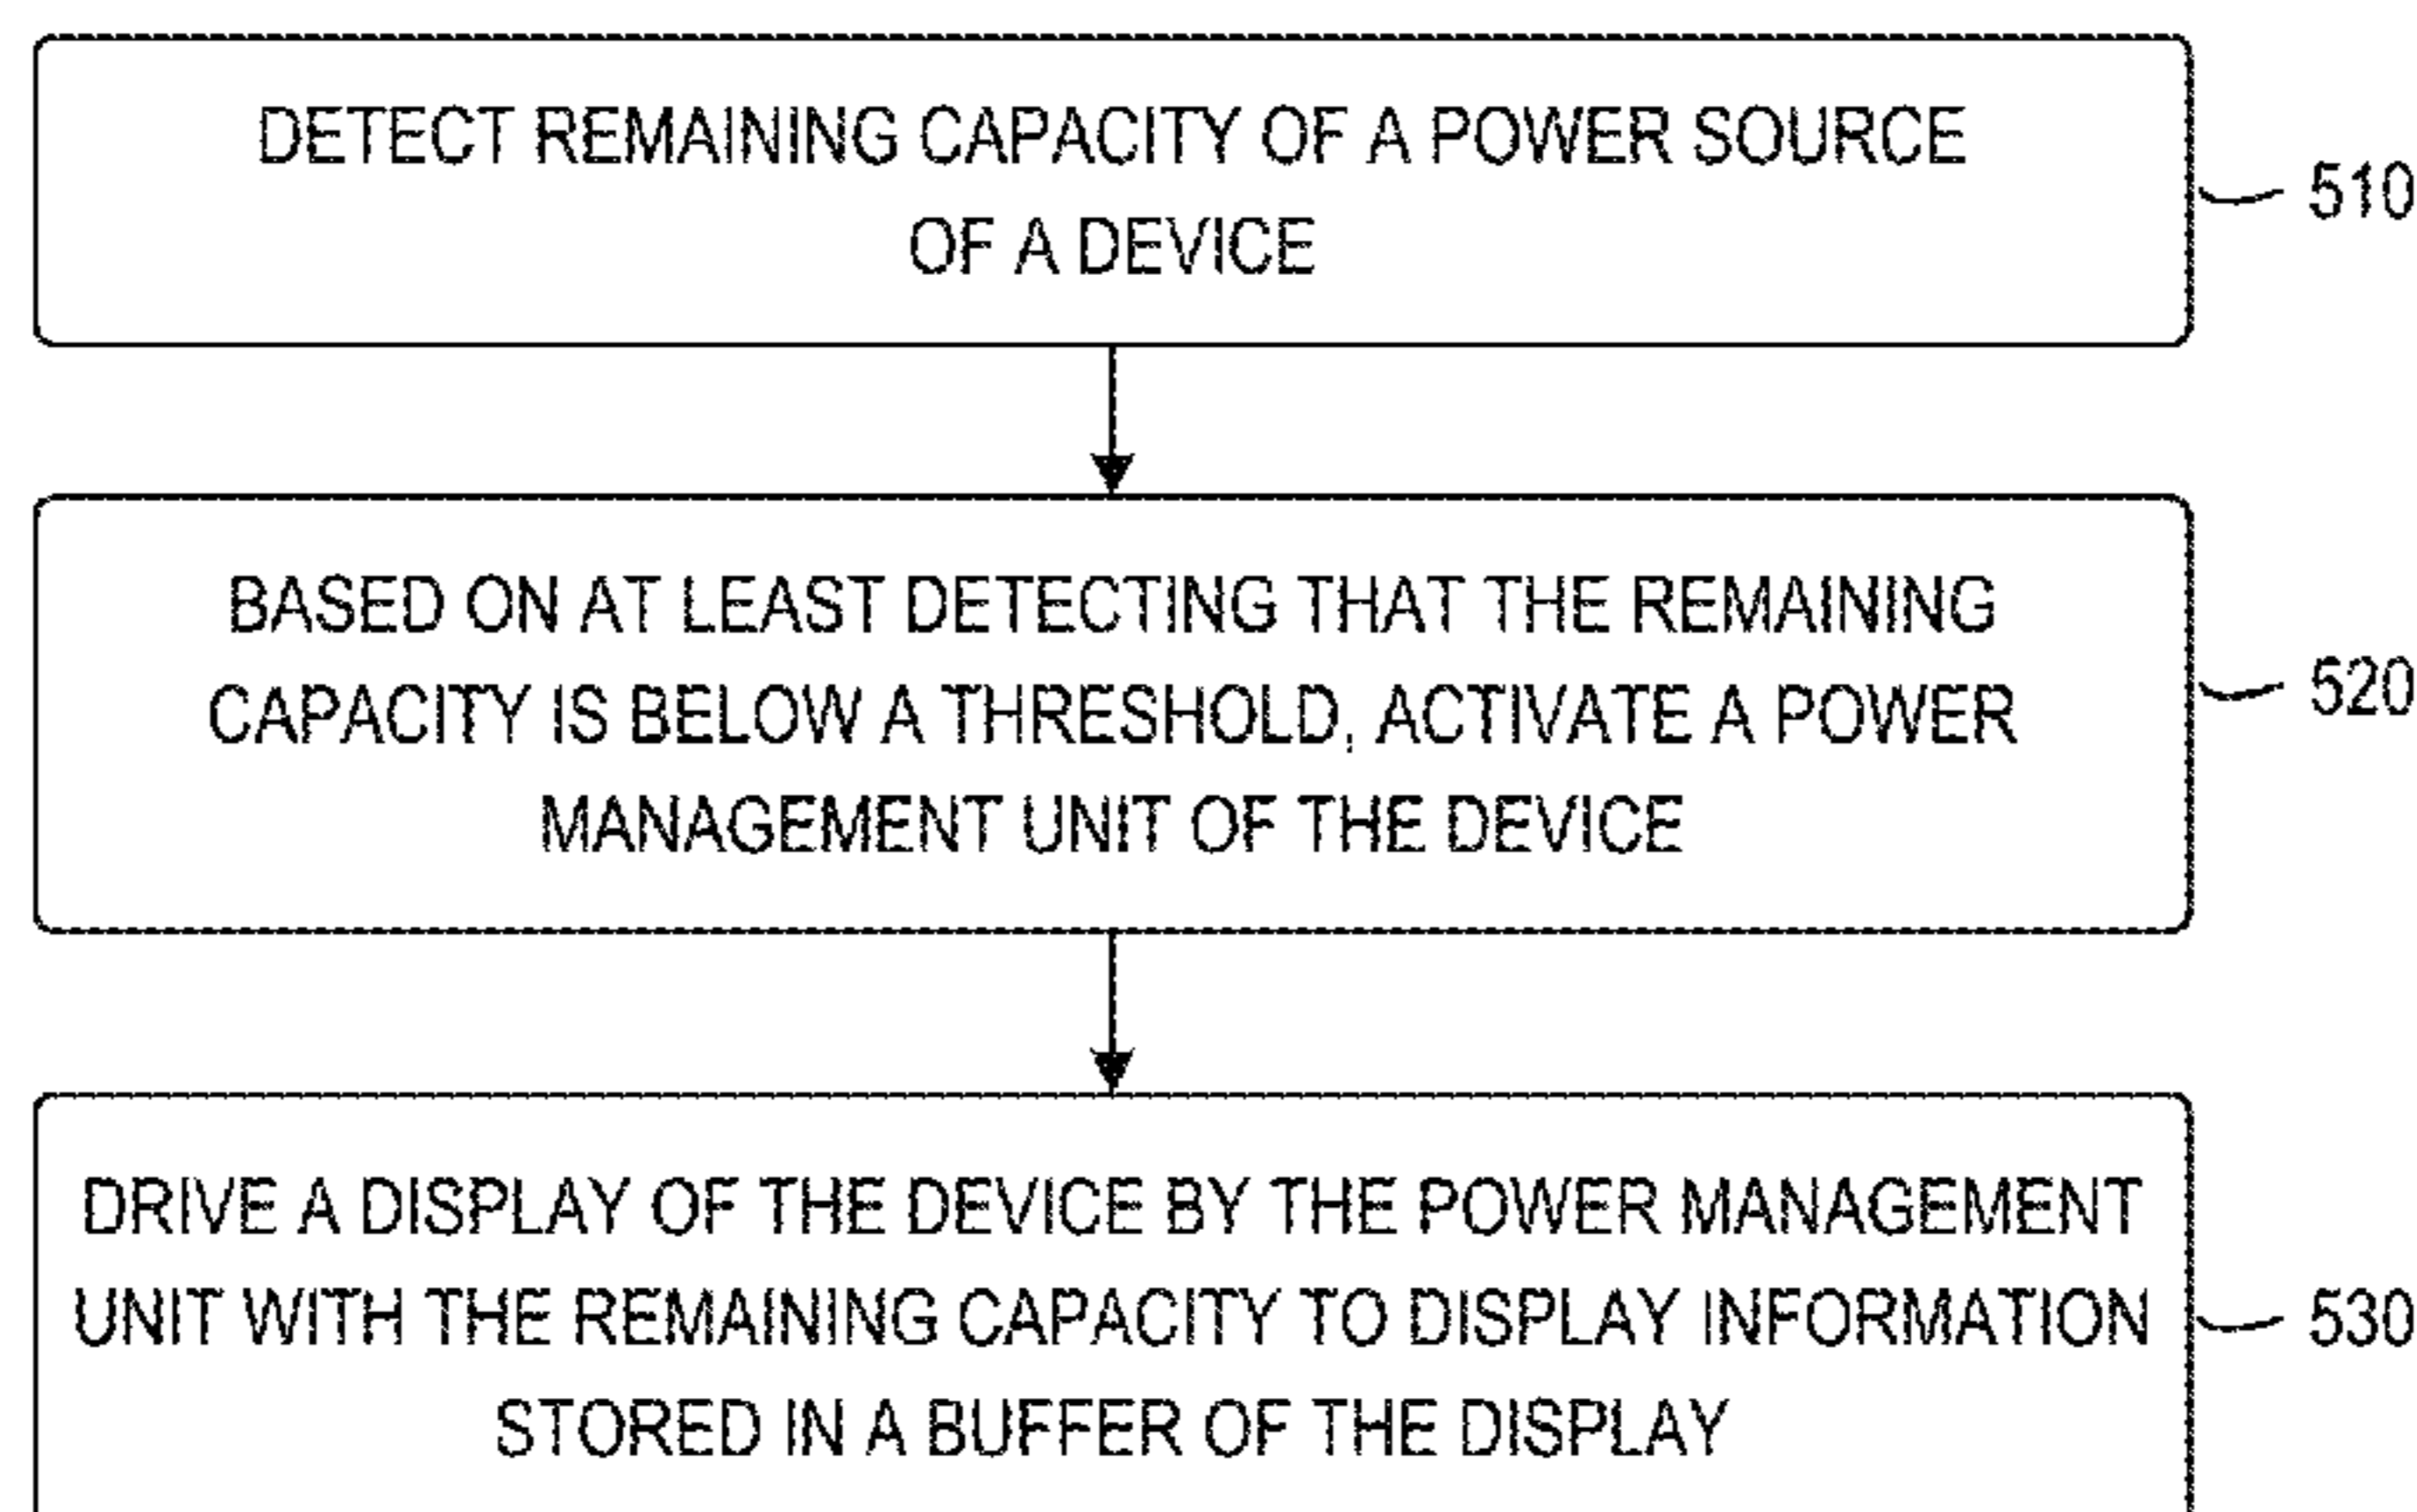 DETECT REMAINING CAPACITY OF A POWER SOURCE
OF A DEVICE
510
BASED ON AT LEAST DETECTING THAT THE REMAINING
CAPACITY IS BELOW A THRESHOLD, ACTIVATE A POWER
MANAGEMENT UNIT OF THE DEVICE
520
DRIVE A DISPLAY OF THE DEVICE BY THE POWER MANAGEMENT
UNIT WITH THE REMAINING CAPACITY TO DISPLAY INFORMATION
STORED IN A BUFFER OF THE DISPLAY
530